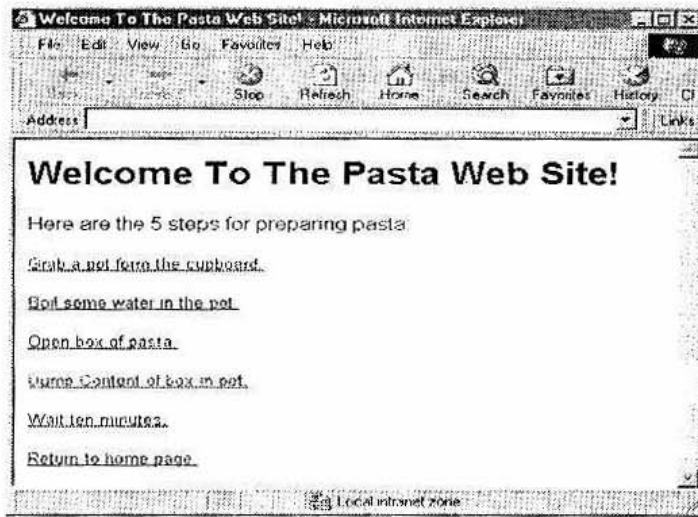 Welcome To The Pasta Web Site! - Microsoft Internet Explorer
File Edit View Go Favorites Help
Stop Refresh Home Search Favorites History
Address Links
Welcome To The Pasta Web Site!
Here are the 5 steps for preparing pasta:
Grab a pot form the cupboard.
Boil some water in the pot.
Open box of pasta.
Dump Content of box in pot.
Wait ten minutes.
Return to home page.
Local intranet zone